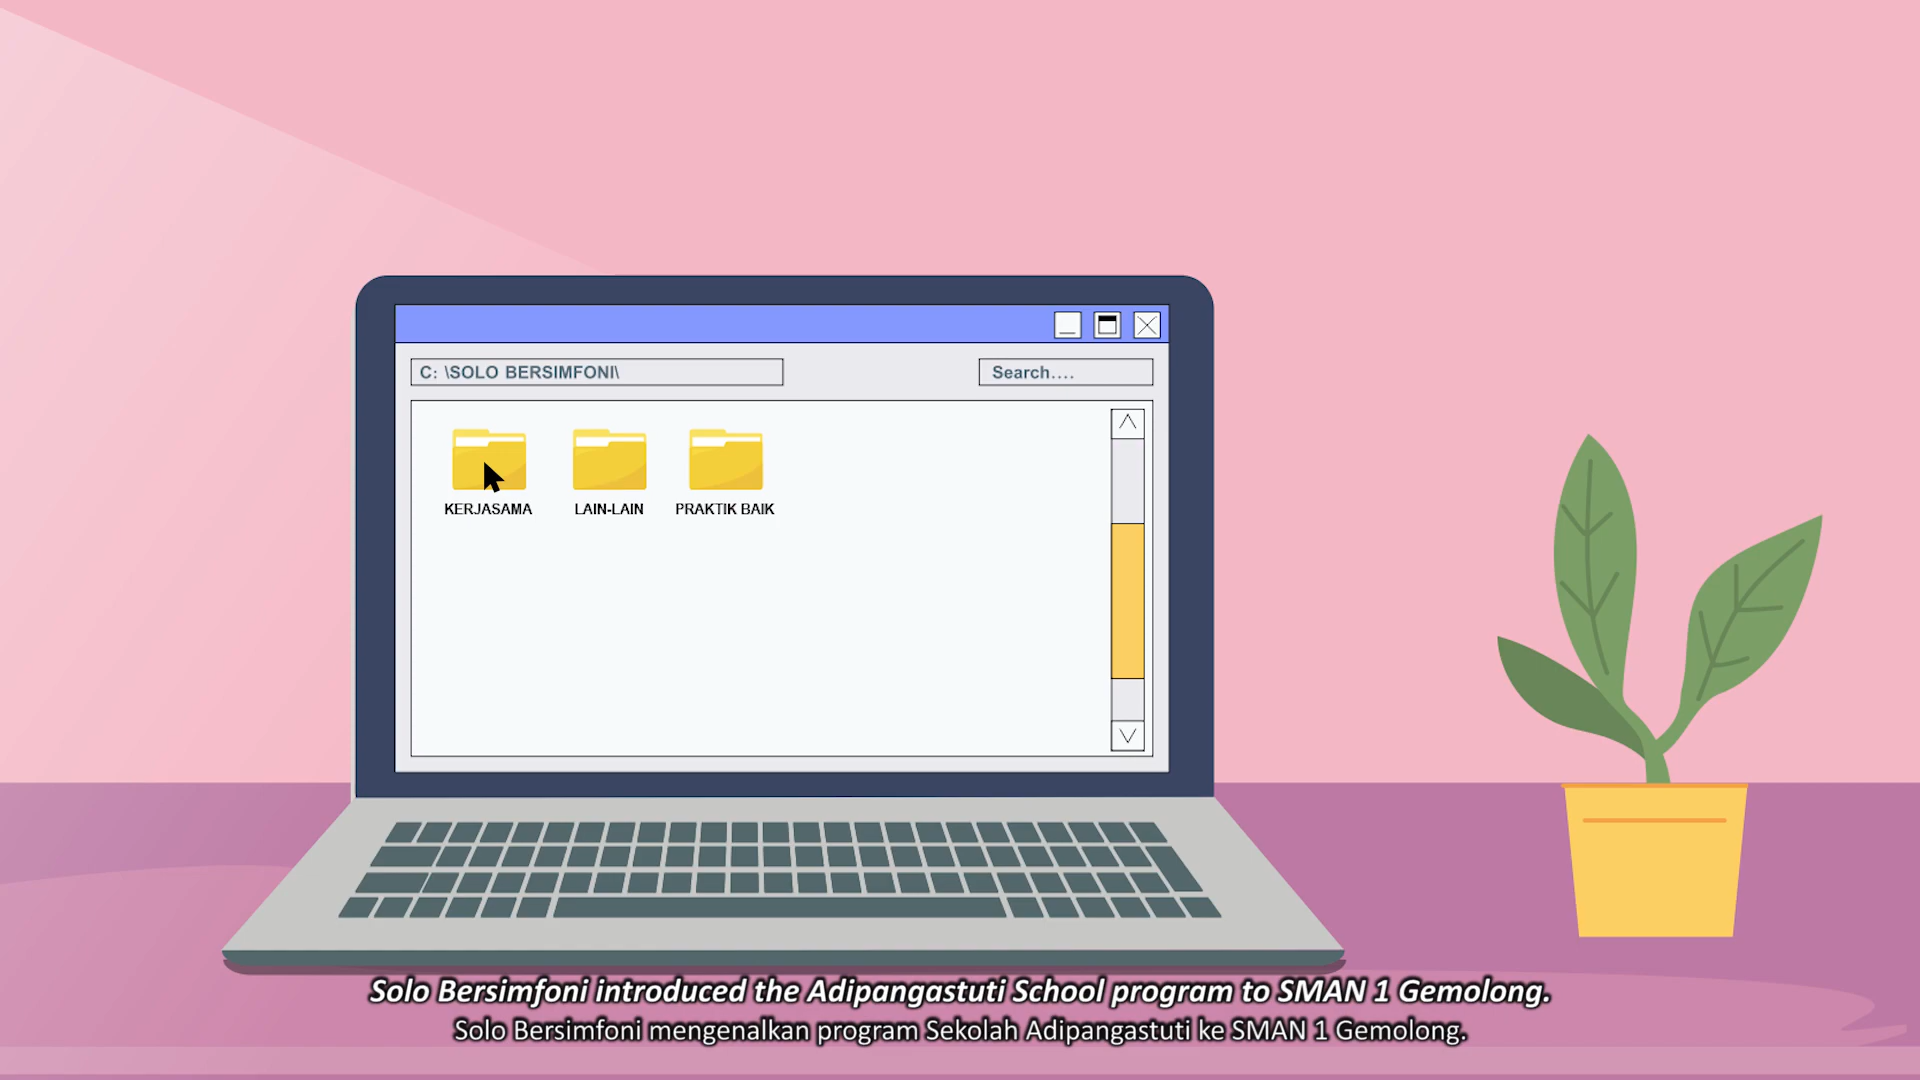 C: \SOLO BERSIMFONI\
Search....
KERJASAMA
LAIN-LAIN
PRAKTIK BAIK
Solo Bersimfoni introduced the Adipangastuti School program to SMAN 1 Gemolong.
Solo Bersimfoni mengenalkan program Sekolah Adipangastuti ke SMAN 1 Gemolong.